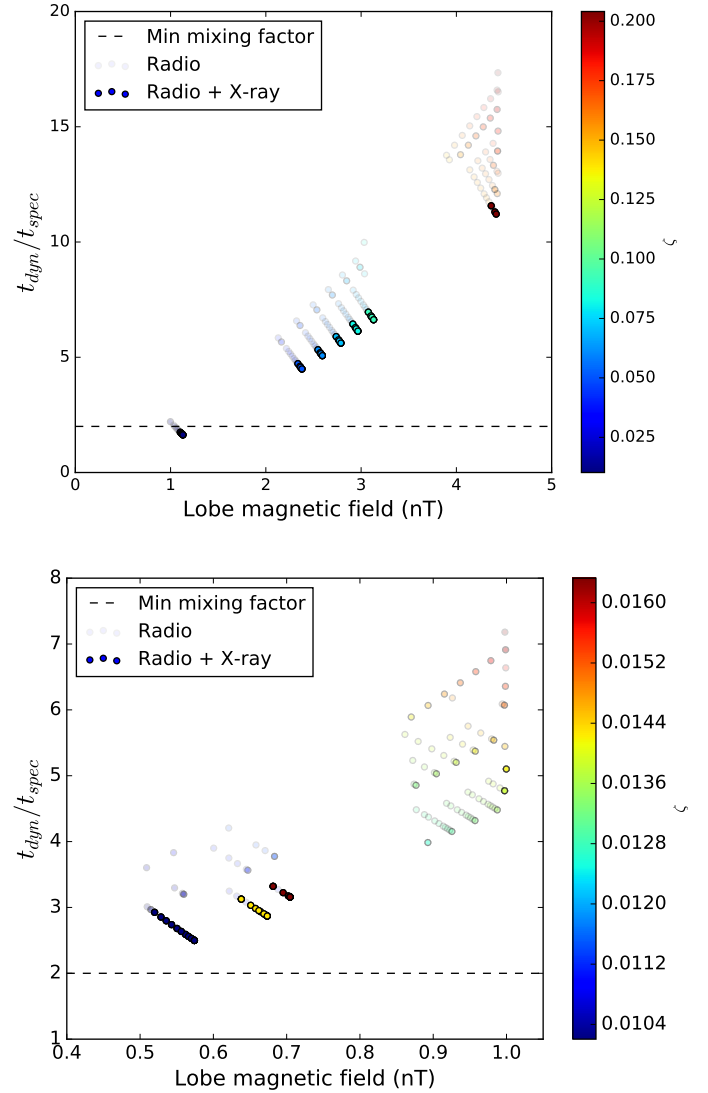 20
15
10
5
0
t_dyn/t_spec
Min mixing factor
Radio
Radio + X-ray
0 1 2 3 4 5
Lobe magnetic field (nT)
0.200
0.175
0.150
0.125
0.100
0.075
0.050
0.025
ζ
8
7
6
5
4
3
2
1
t_dyn/t_spec
Min mixing factor
Radio
Radio + X-ray
0.4 0.5 0.6 0.7 0.8 0.9 1.0
Lobe magnetic field (nT)
0.0160
0.0152
0.0144
0.0136
0.0128
0.0120
0.0112
0.0104
ζ